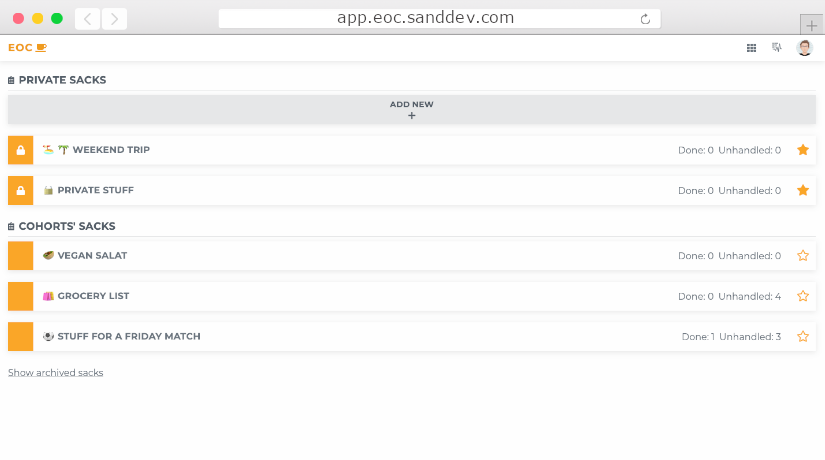 app.eoc.sanddev.com
EOC
PRIVATE SACKS
ADD NEW
+
WEEKEND TRIP Done: 0 Unhandled: 0
PRIVATE STUFF Done: 0 Unhandled: 0
COHORTS' SACKS
VEGAN SALAT Done: 0 Unhandled: 0
GROCERY LIST Done: 0 Unhandled: 4
STUFF FOR A FRIDAY MATCH Done: 1 Unhandled: 3
Show archived sacks